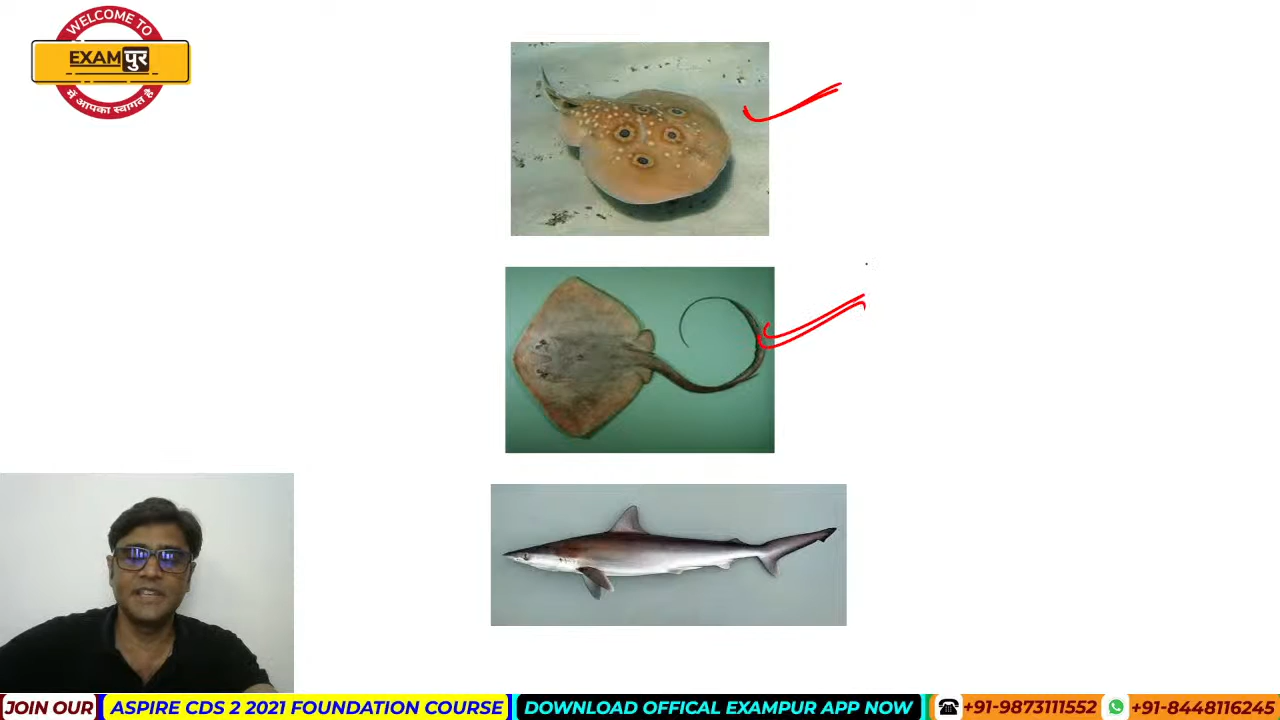 WELCOME TO
EXAMपुर
में आपका स्वागत है
JOIN OUR
ASPIRE CDS 2 2021 FOUNDATION COURSE
DOWNLOAD OFFICAL EXAMPUR APP NOW
+91-9873111552
+91-8448116245